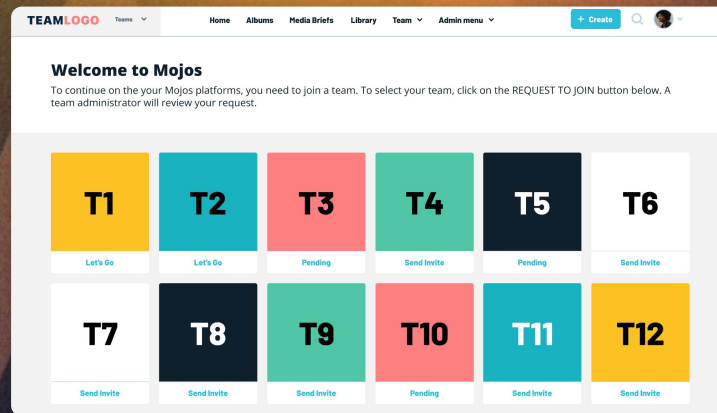 TEAMLOGO Teams Home Albums Media Briefs Library Team Admin menu + Create
Welcome to Mojos
To continue on the your Mojos platforms, you need to join a team. To select your team, click on the REQUEST TO JOIN button below. A
team administrator will review your request.
T1 T2 T3 T4 T5 T6
Let's Go Let's Go Pending Send Invite Pending Send Invite
T7 T8 T9 T10 T11 T12
Send Invite Send Invite Send Invite Pending Send Invite Send Invite